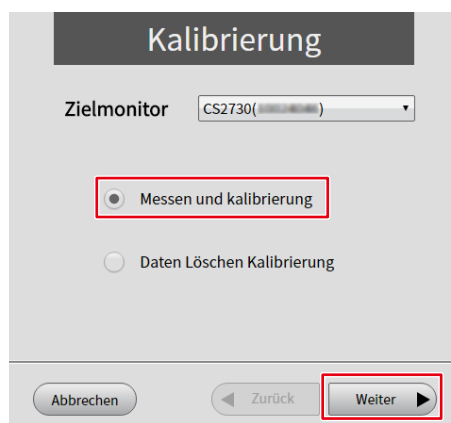 Kalibrierung
Zielmonitor CS2730( )
Messen und kalibrierung
Daten Löschen Kalibrierung
Abbrechen Zurück Weiter